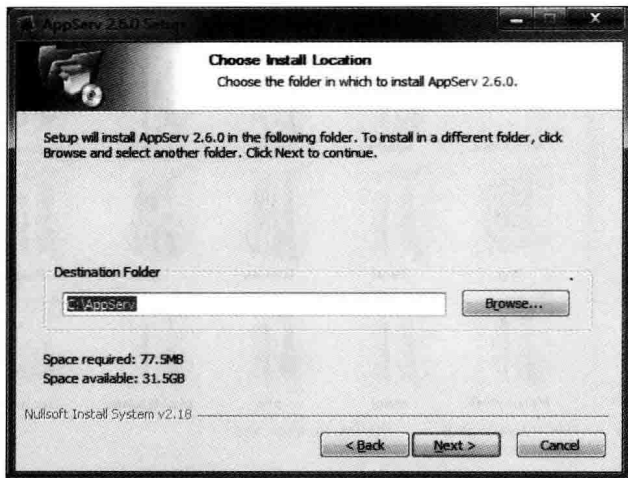 AppServ 2.6.0 Setup
Choose Install Location
Choose the folder in which to install AppServ 2.6.0.
Setup will install AppServ 2.6.0 in the following folder. To install in a different folder, click
Browse and select another folder. Click Next to continue.
Destination Folder
C:\AppServ
Browse...
Space required: 77.5MB
Space available: 31.5GB
Nullsoft Install System v2.18
< Back
Next >
Cancel